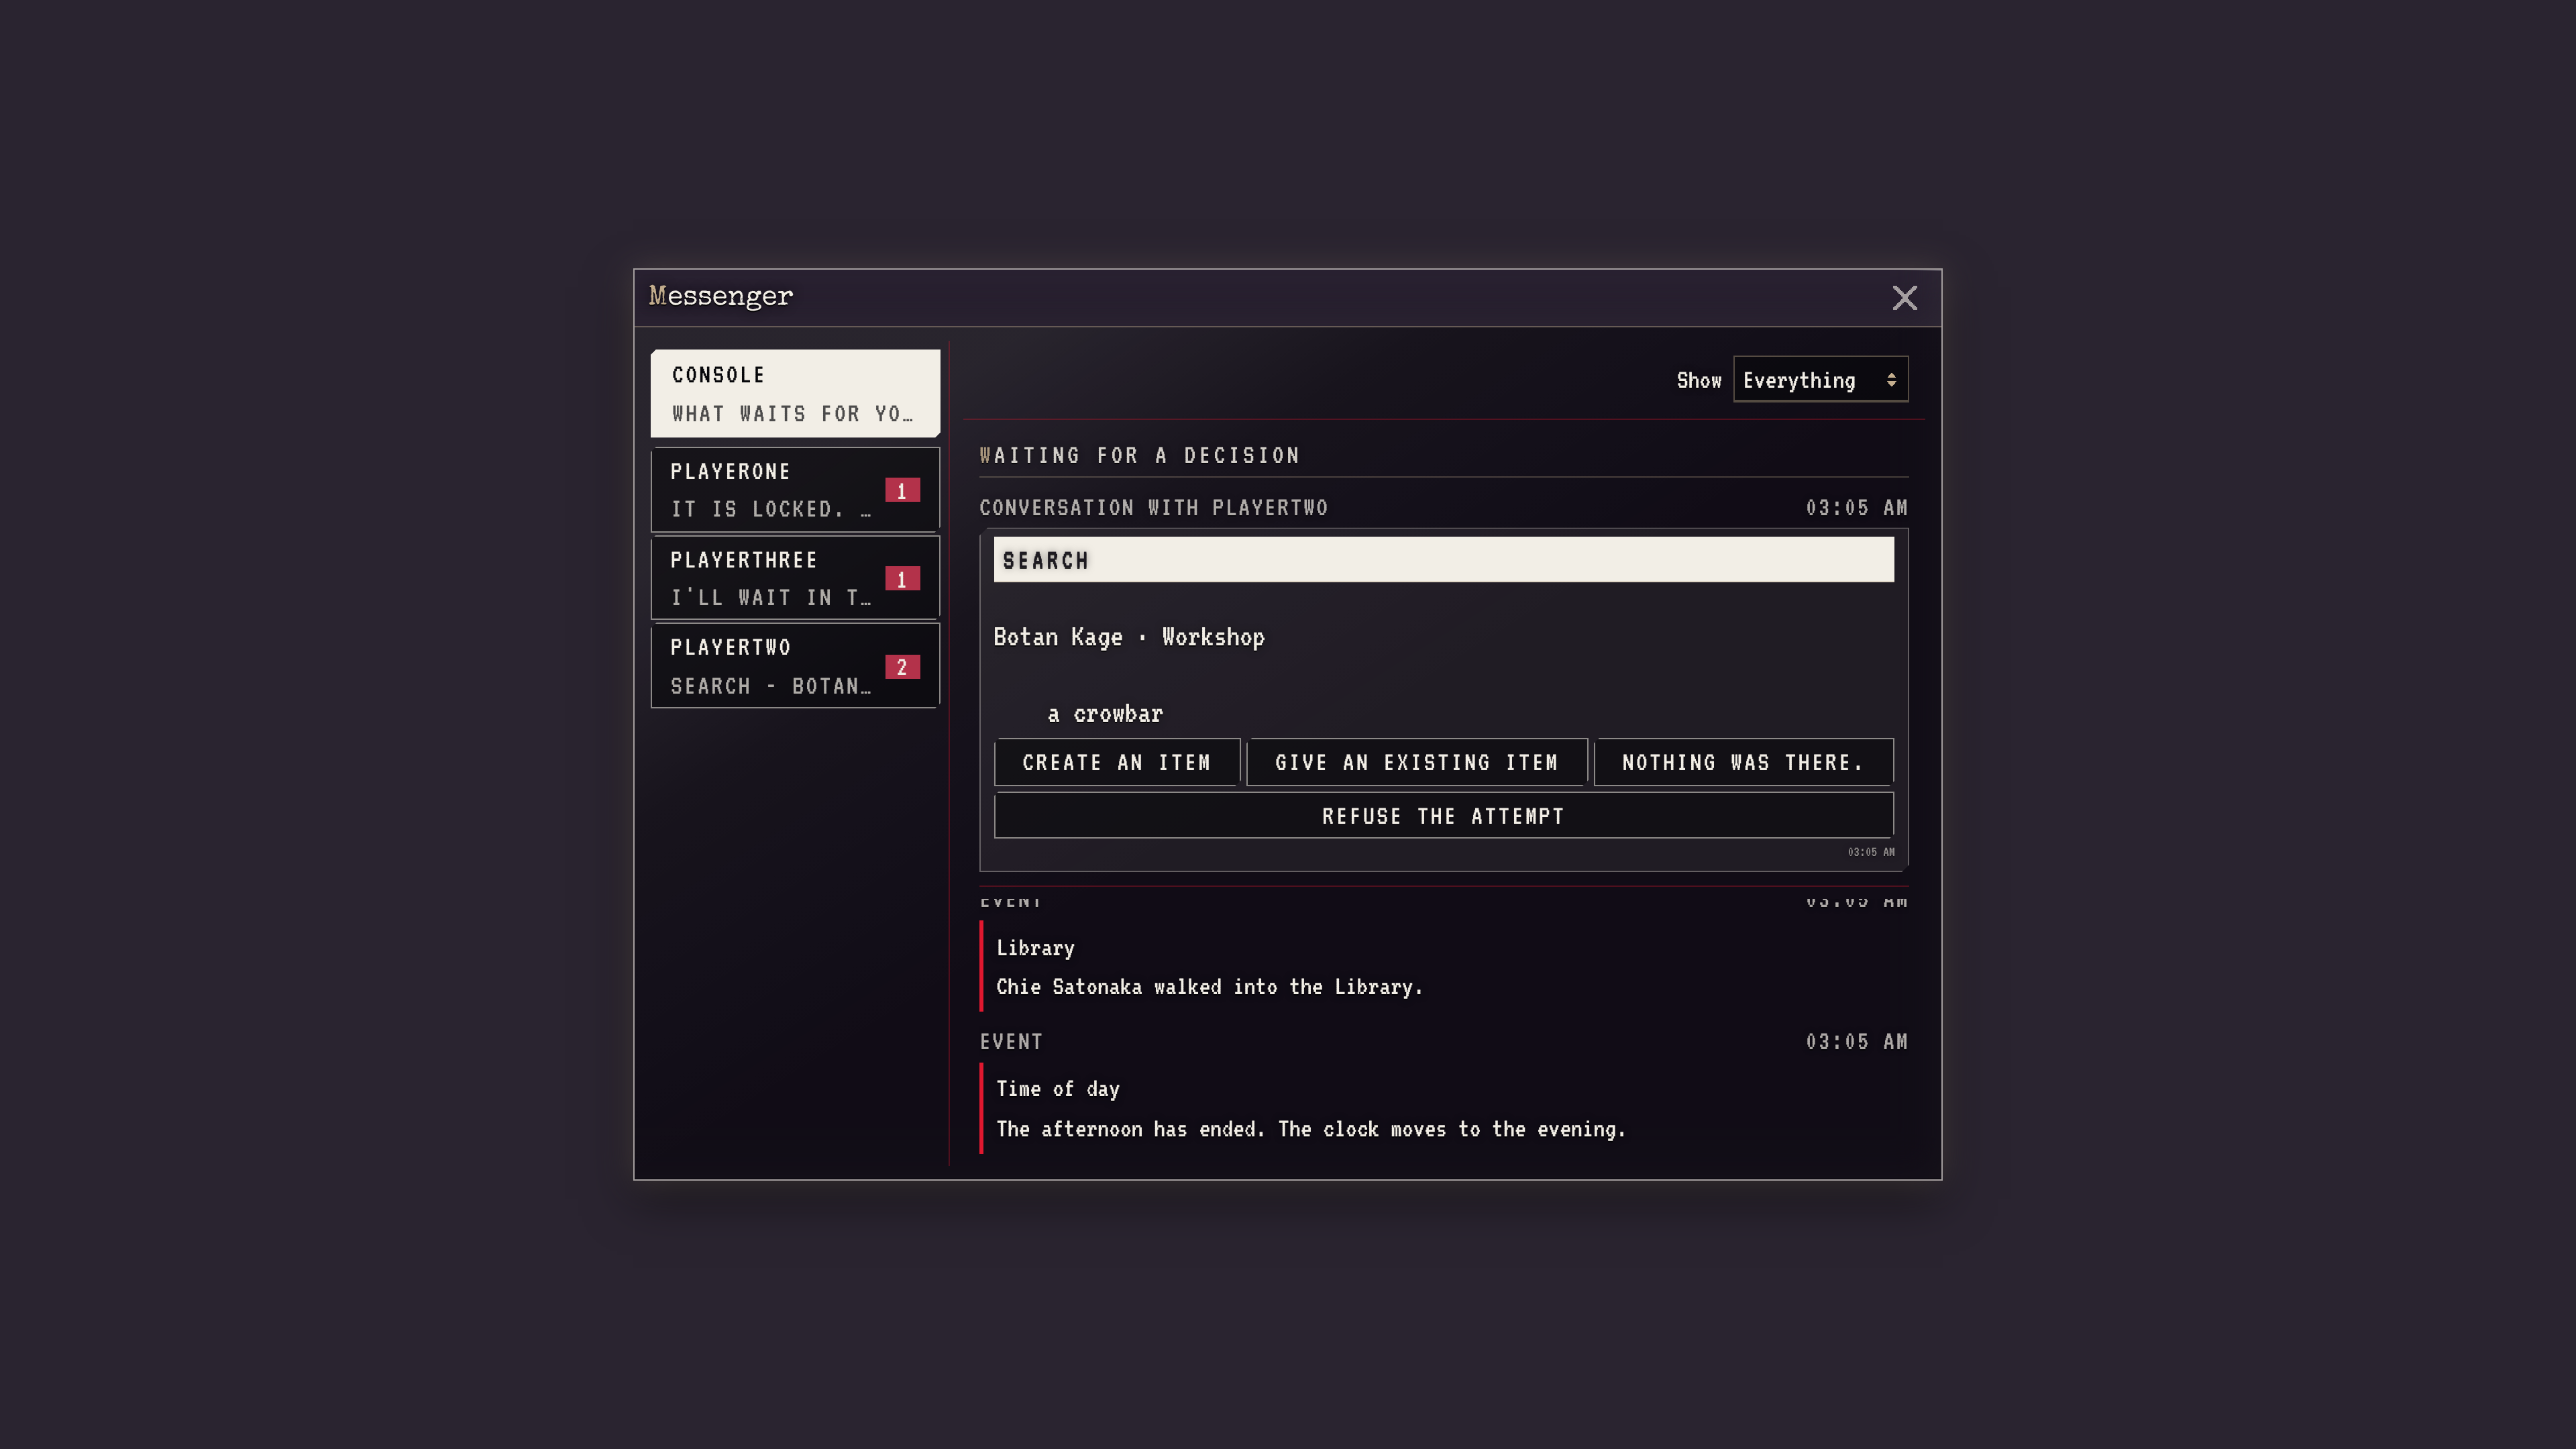 Messenger
CONSOLE
WHAT WAITS FOR YO…
PLAYERONE
IT IS LOCKED. …
1
PLAYERTHREE
I'LL WAIT IN T…
1
PLAYERTWO
SEARCH - BOTAN…
2
Show Everything
WAITING FOR A DECISION
CONVERSATION WITH PLAYERTWO 03:05 AM
SEARCH
Botan Kage · Workshop
a crowbar
CREATE AN ITEM GIVE AN EXISTING ITEM NOTHING WAS THERE.
REFUSE THE ATTEMPT
03:05 AM
EVENT 03:05 AM
Library
Chie Satonaka walked into the Library.
EVENT 03:05 AM
Time of day
The afternoon has ended. The clock moves to the evening.